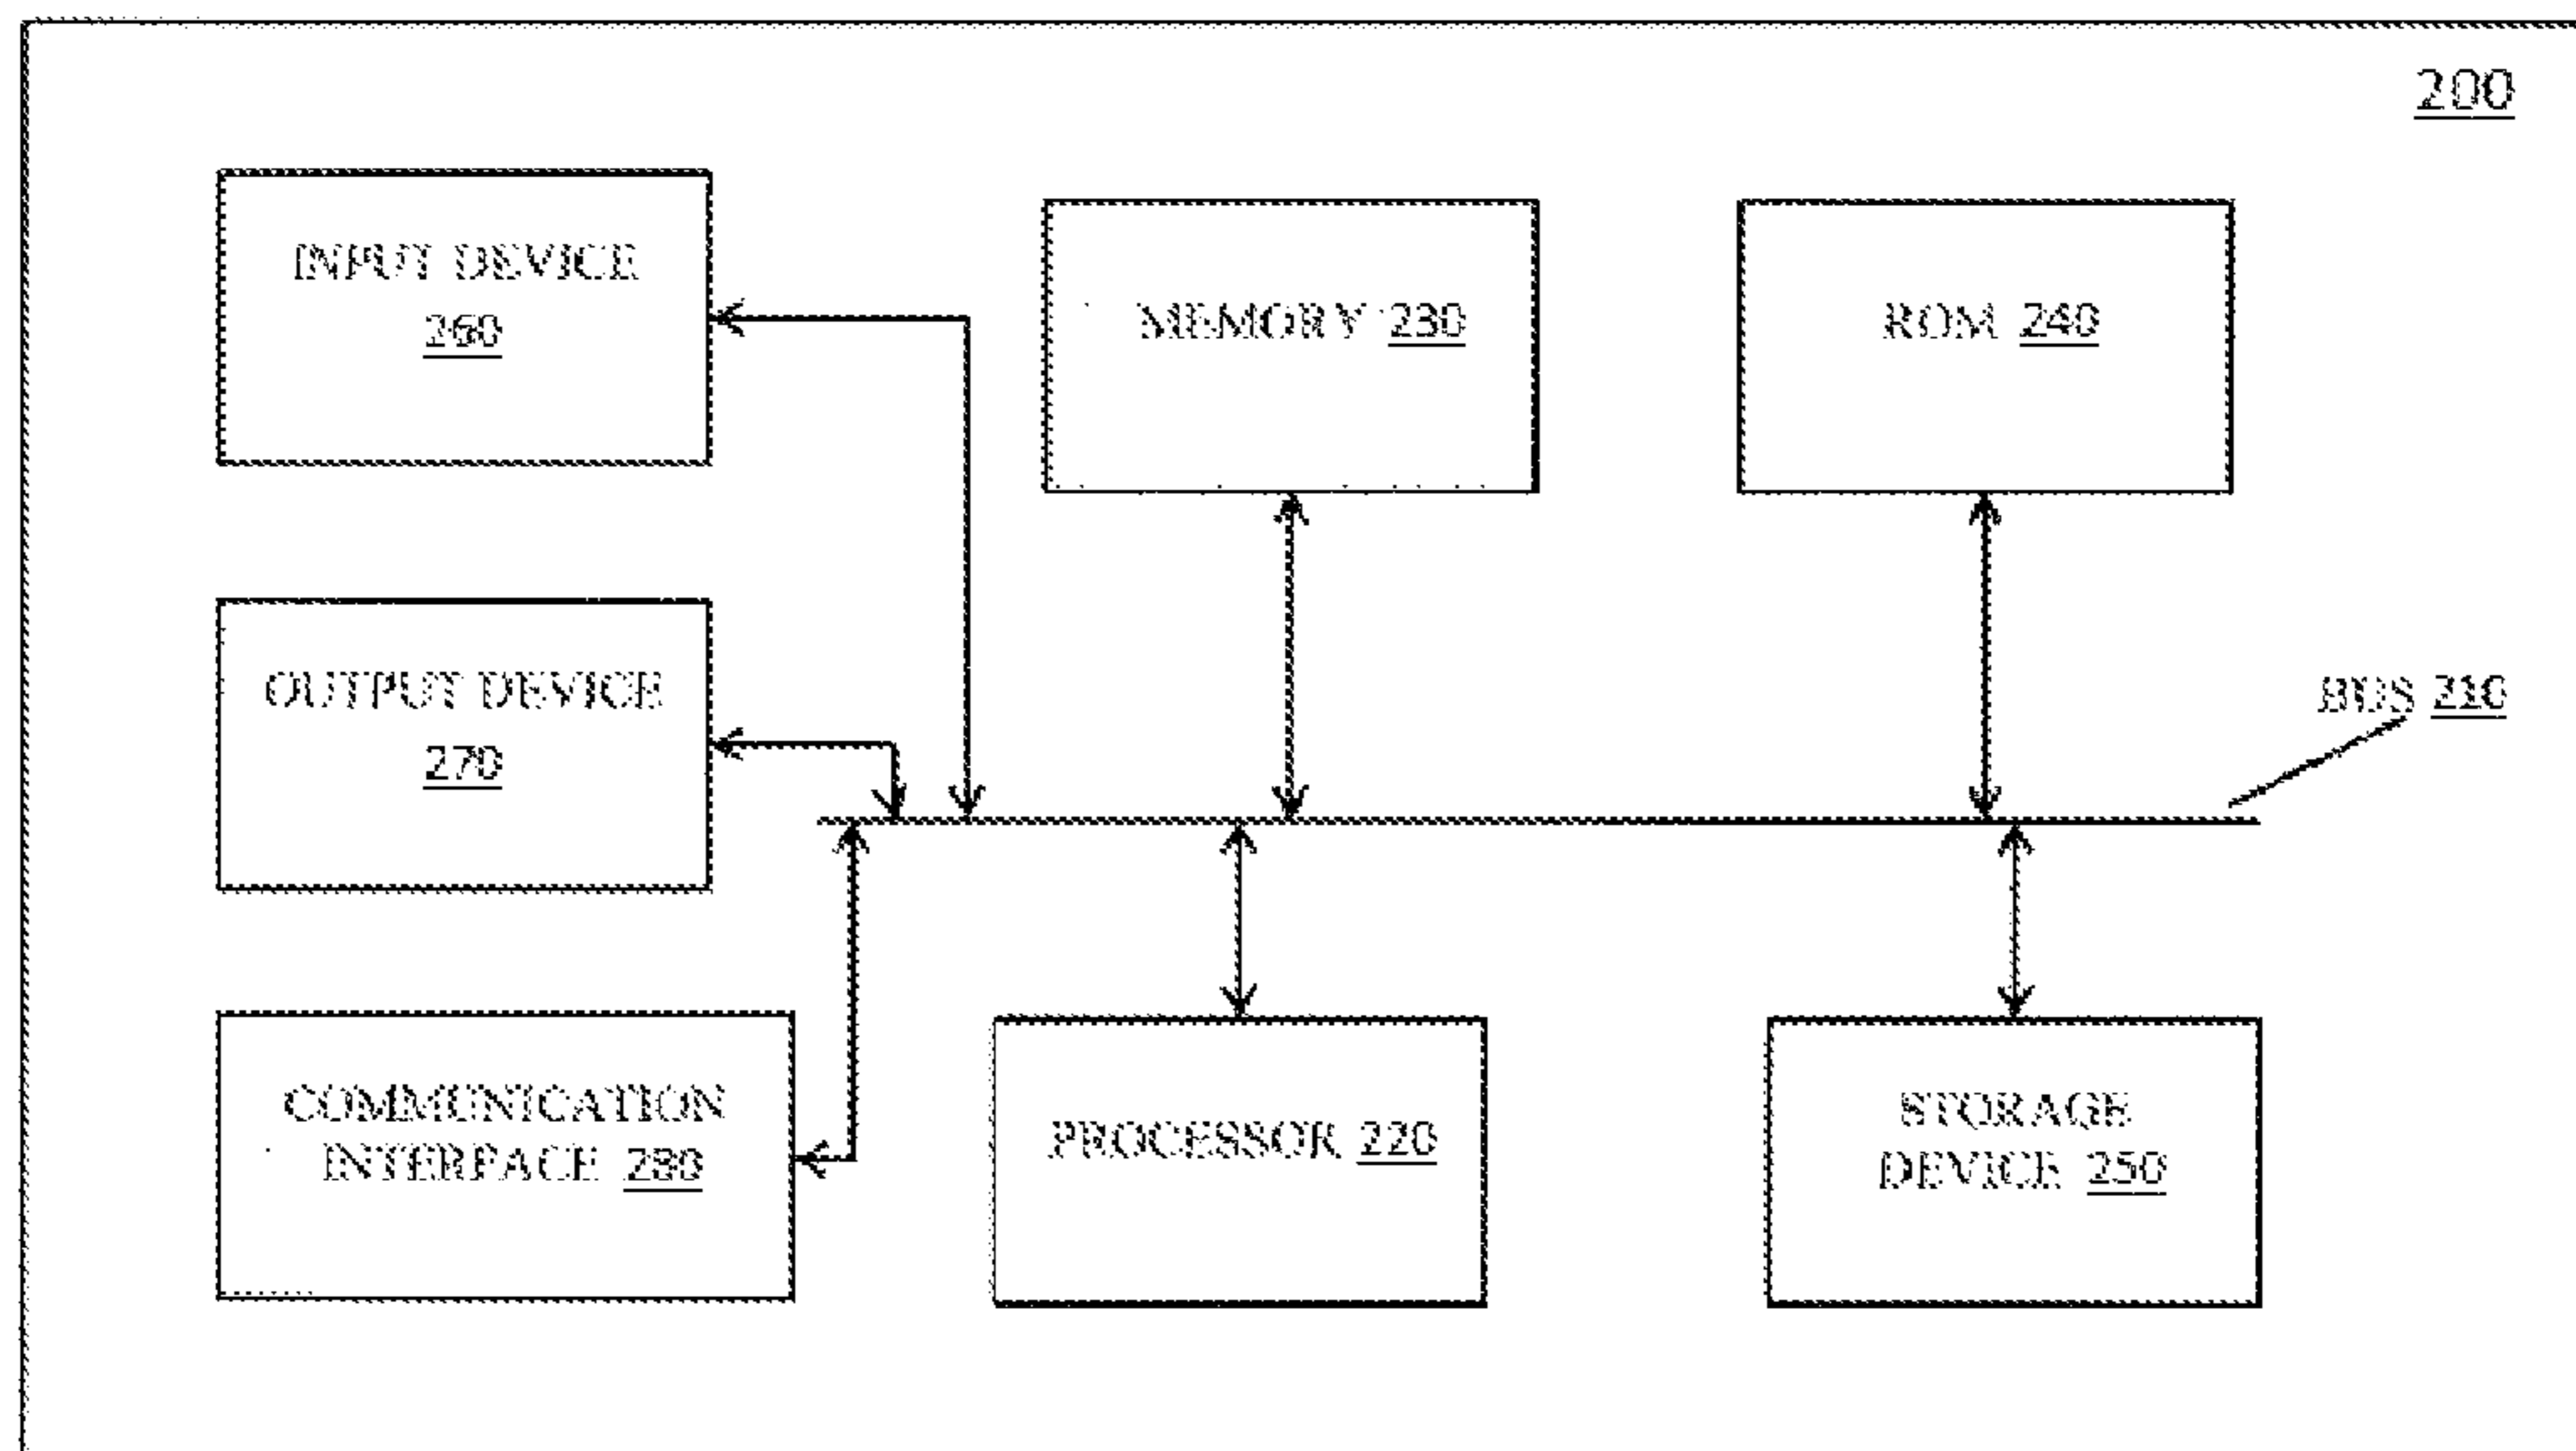 200
INPUT DEVICE
260
MEMORY 230
ROM 240
OUTPUT DEVICE
270
BUS 210
COMMUNICATION
INTERFACE 280
PROCESSOR 220
STORAGE
DEVICE 250